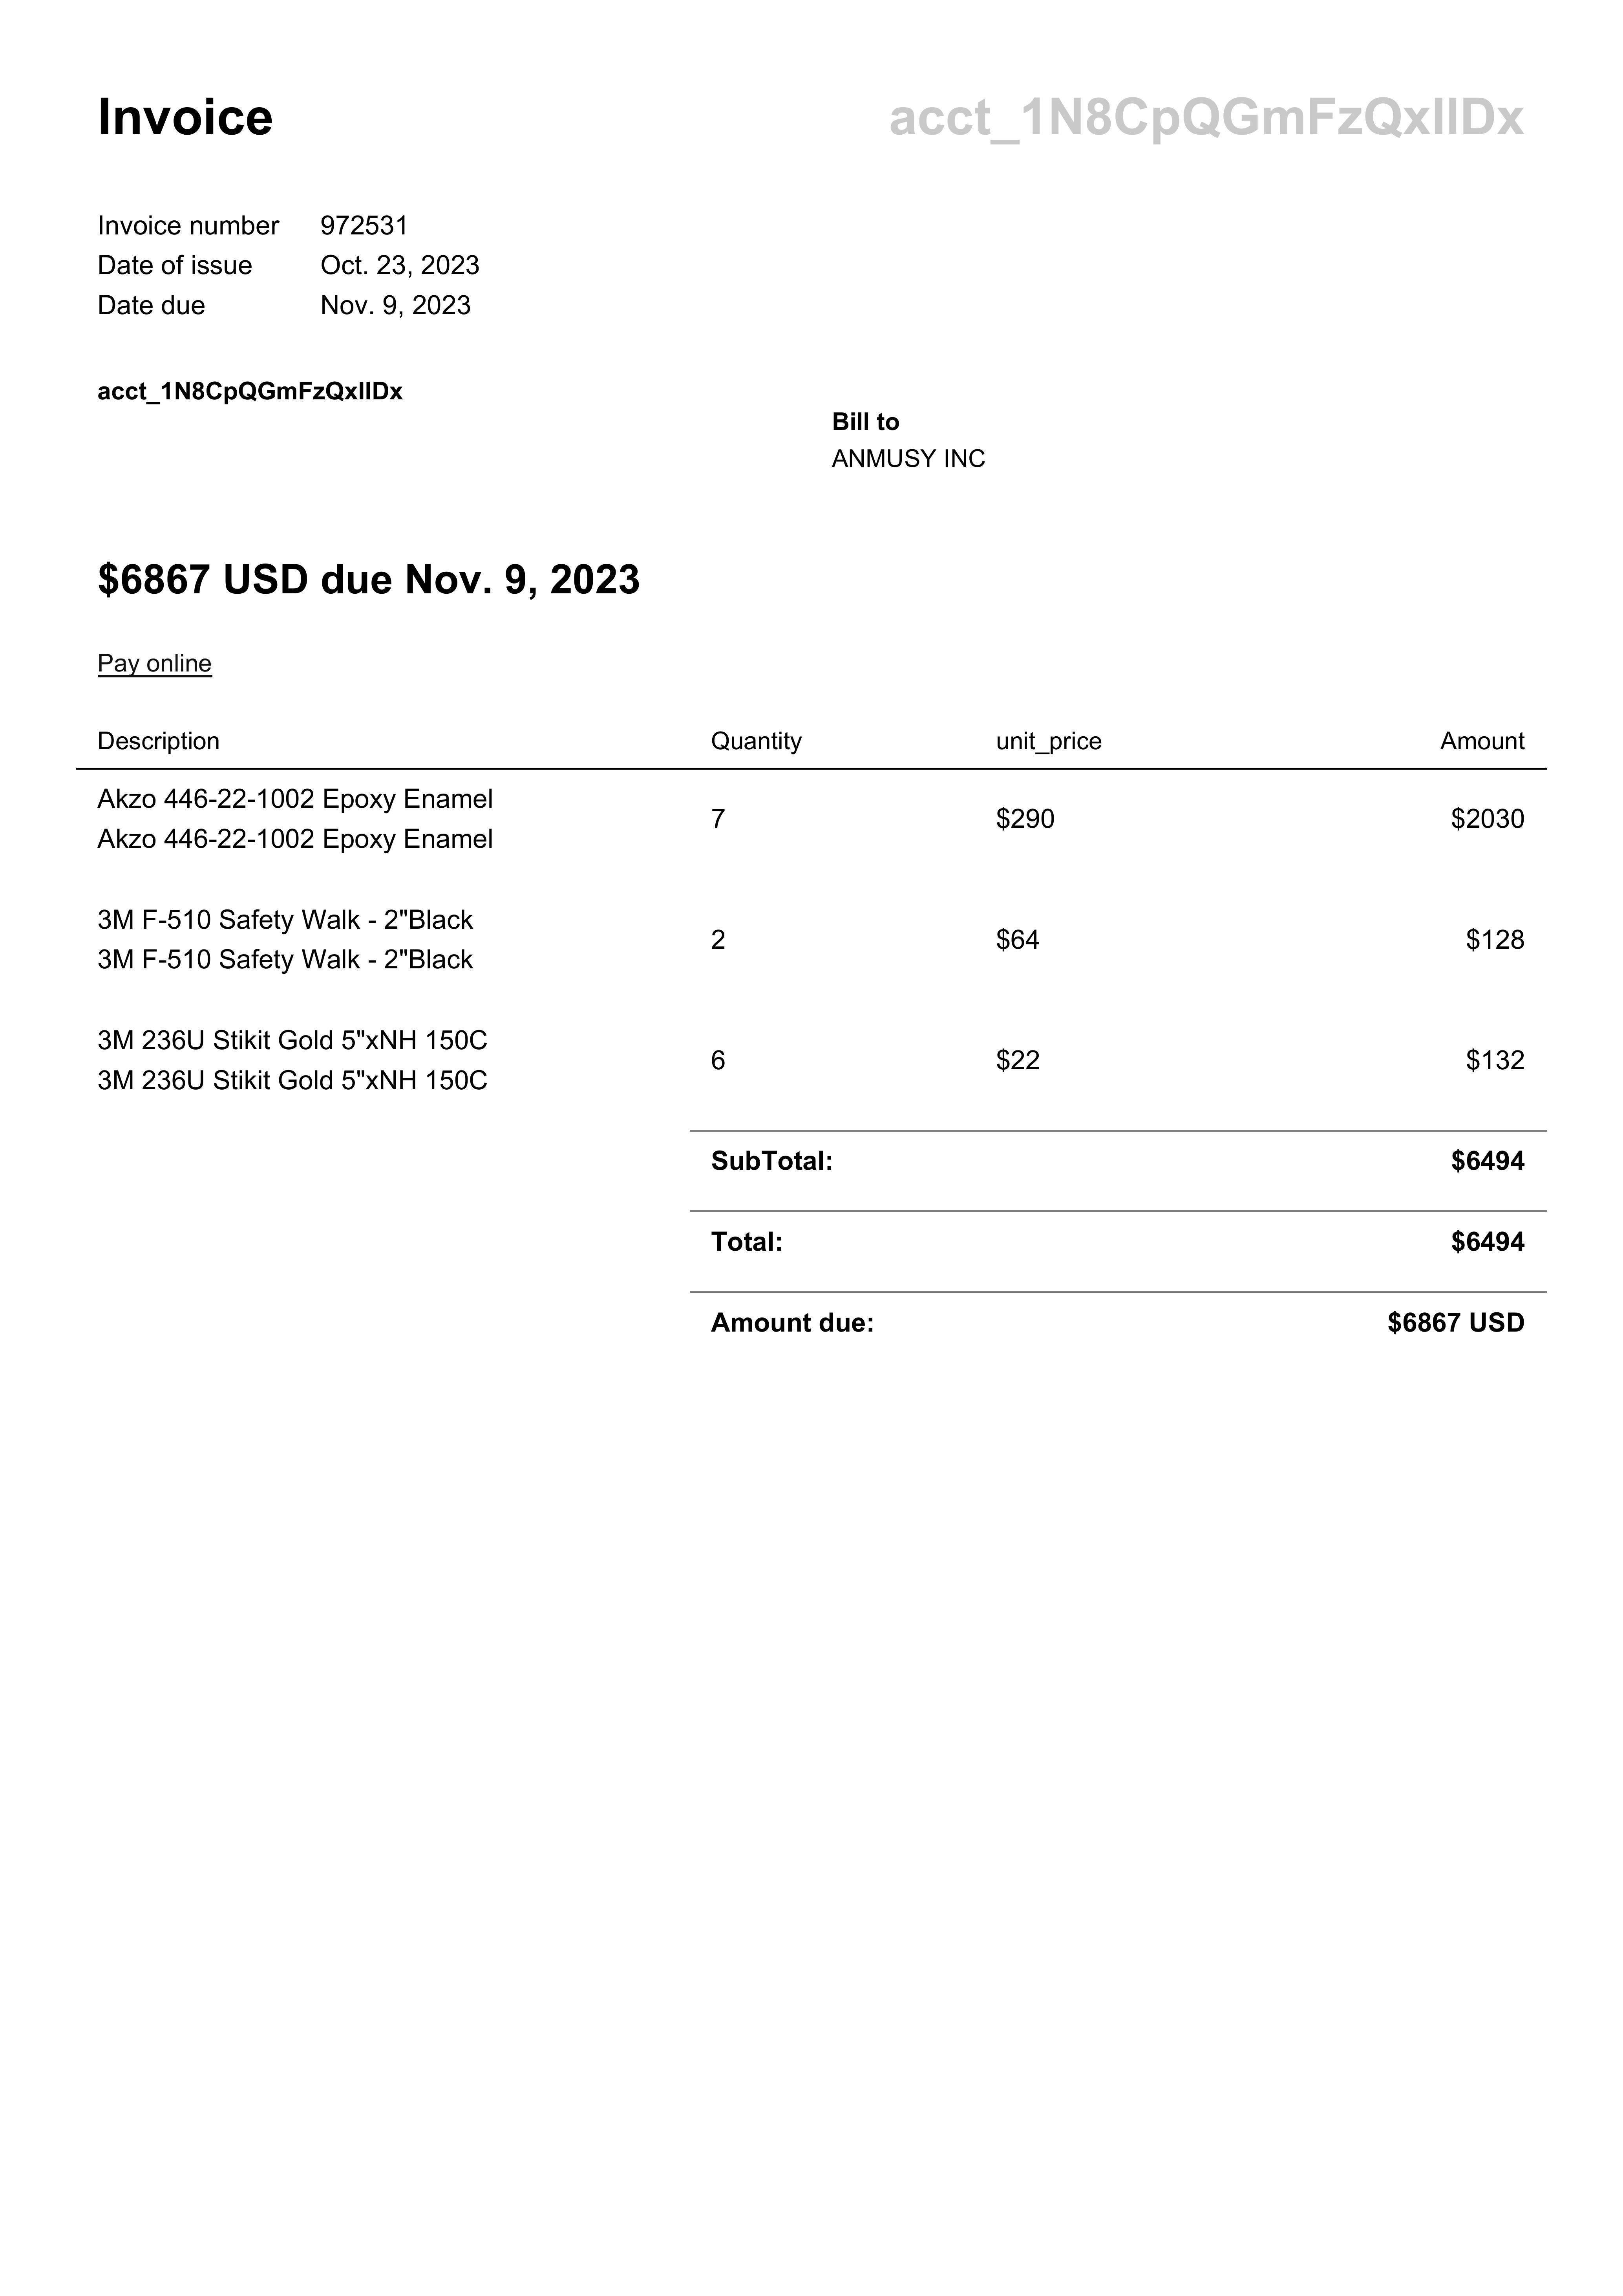 Invoice
acct_1N8CpQGmFzQxIlDx
Invoice number 972531
Date of issue Oct. 23, 2023
Date due Nov. 9, 2023
acct_1N8CpQGmFzQxIlDx
Bill to
ANMUSY INC
$6867 USD due Nov. 9, 2023
Pay online
Description Quantity unit_price Amount
Akzo 446-22-1002 Epoxy Enamel
Akzo 446-22-1002 Epoxy Enamel
7 $290 $2030
3M F-510 Safety Walk - 2"Black
3M F-510 Safety Walk - 2"Black
2 $64 $128
3M 236U Stikit Gold 5"xNH 150C
3M 236U Stikit Gold 5"xNH 150C
6 $22 $132
SubTotal: $6494
Total: $6494
Amount due: $6867 USD